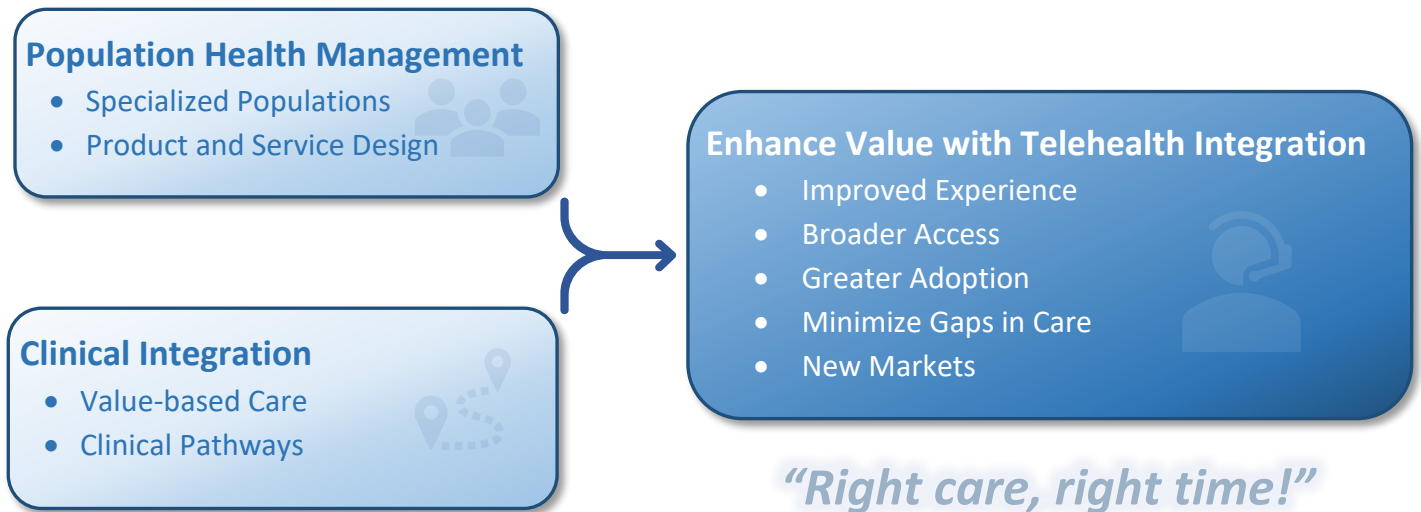 Population Health Management
• Specialized Populations
• Product and Service Design
Clinical Integration
• Value-based Care
• Clinical Pathways
Enhance Value with Telehealth Integration
• Improved Experience
• Broader Access
• Greater Adoption
• Minimize Gaps in Care
• New Markets
“Right care, right time!”